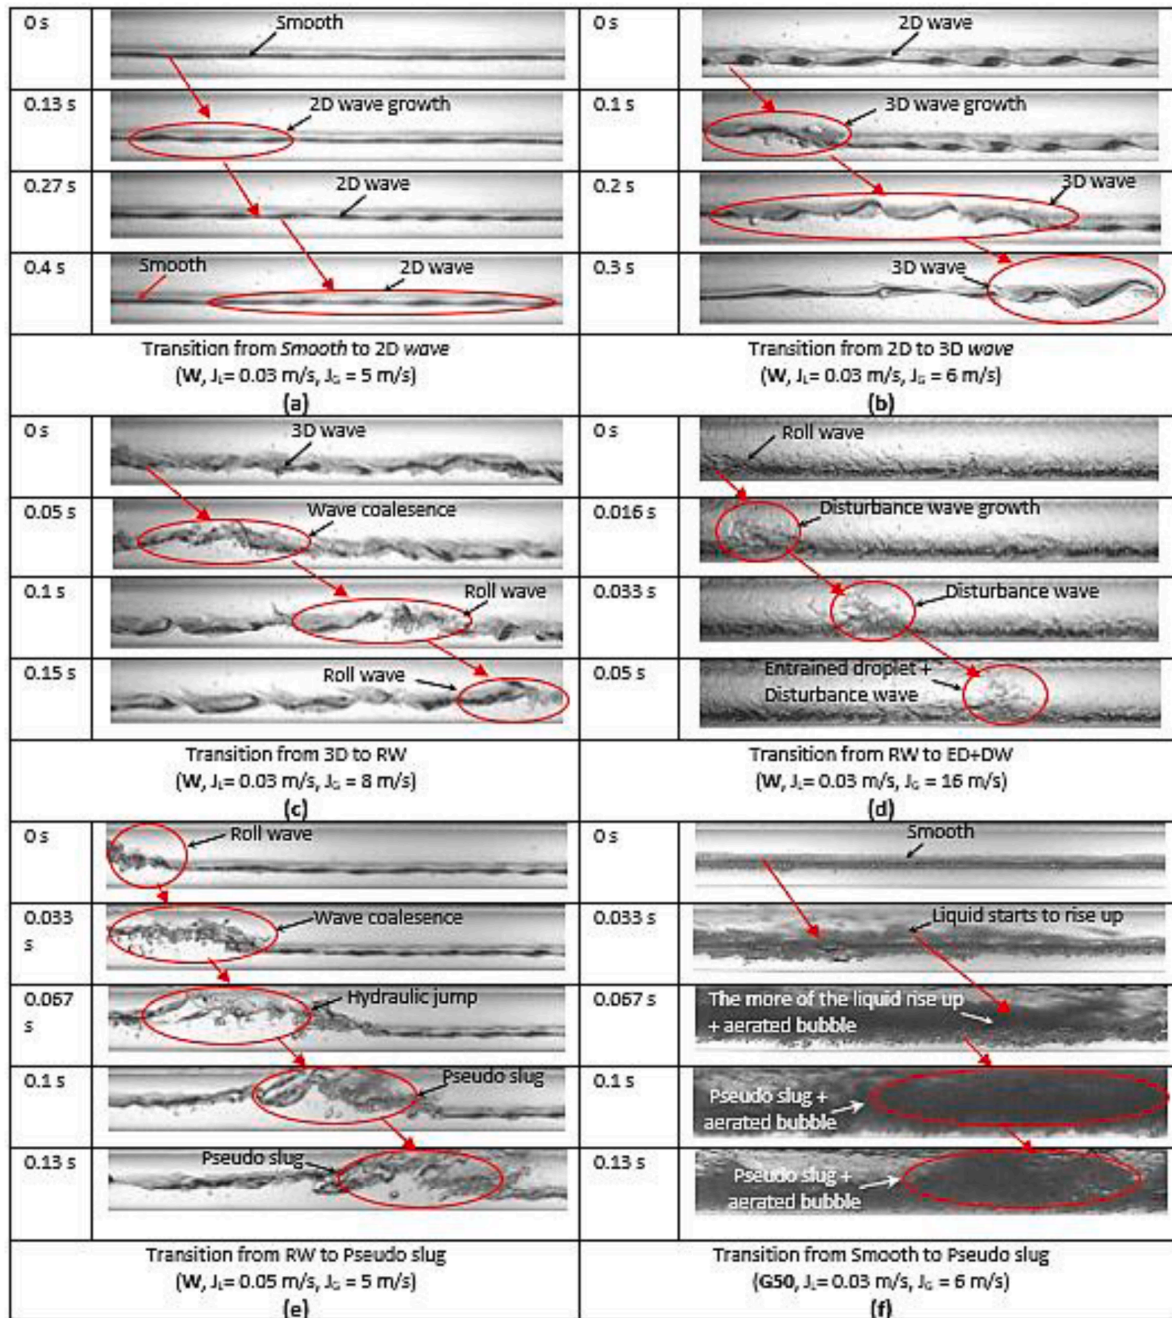 0 s
Smooth
0.13 s
2D wave growth
0.27 s
2D wave
0.4 s
Smooth
2D wave
Transition from Smooth to 2D wave
(W, JL= 0.03 m/s, JG = 5 m/s)
(a)
0 s
2D wave
0.1 s
3D wave growth
0.2 s
3D wave
0.3 s
3D wave
Transition from 2D to 3D wave
(W, JL= 0.03 m/s, JG = 6 m/s)
(b)
0 s
3D wave
0.05 s
Wave coalesence
0.1 s
Roll wave
0.15 s
Roll wave
Transition from 3D to RW
(W, JL= 0.03 m/s, JG = 8 m/s)
(c)
0 s
Roll wave
0.016 s
Disturbance wave growth
0.033 s
Disturbance wave
0.05 s
Entrained droplet +
Disturbance wave
Transition from RW to ED+DW
(W, JL= 0.03 m/s, JG = 16 m/s)
(d)
0 s
Roll wave
0.033
s
Wave coalesence
0.067
s
Hydraulic jump
0.1 s
Pseudo slug
0.13 s
Pseudo slug
Transition from RW to Pseudo slug
(W, JL= 0.05 m/s, JG = 5 m/s)
(e)
0 s
Smooth
0.033 s
Liquid starts to rise up
0.067 s
The more of the liquid rise up
+ aerated bubble
0.1 s
Pseudo slug +
aerated bubble
0.13 s
Pseudo slug +
aerated bubble
Transition from Smooth to Pseudo slug
(G50, JL= 0.03 m/s, JG = 6 m/s)
(f)